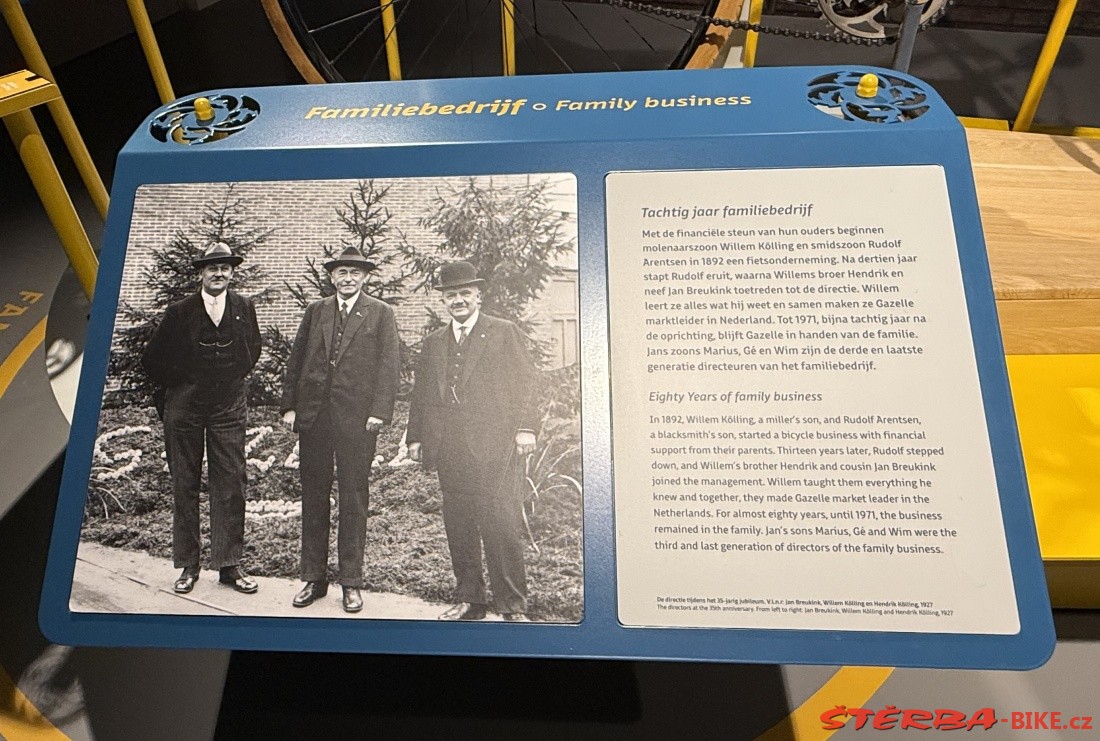 Familiebedrijf o Family business
Tachtig jaar familiebedrijf
Met de financiële steun van hun ouders beginnen
molenaarszoon Willem Kölling en smidszoon Rudolf
Arentsen in 1892 een fietsonderneming. Na dertien jaar
stapt Rudolf eruit, waarna Willems broer Hendrik en
neef Jan Breukink toetreden tot de directie. Willem
leert ze alles wat hij weet en samen maken ze Gazelle
marktleider in Nederland. Tot 1971, bijna tachtig jaar na
de oprichting, blijft Gazelle in handen van de familie.
Jans zoons Marius, Gé en Wim zijn de derde en laatste
generatie directeuren van het familiebedrijf.
Eighty Years of family business
In 1892, Willem Kölling, a miller's son, and Rudolf Arentsen,
a blacksmith's son, started a bicycle business with financial
support from their parents. Thirteen years later, Rudolf stepped
down, and Willem's brother Hendrik and cousin Jan Breukink
joined the management. Willem taught them everything he
knew and together, they made Gazelle market leader in the
Netherlands. For almost eighty years, until 1971, the business
remained in the family. Jan's sons Marius, Gé and Wim were the
third and last generation of directors of the family business.
De directie tijdens het 35-jarig jubileum. V.l.n.r: Jan Breukink, Willem Kölling en Hendrik Kölling, 1927
The directors at the 35th anniversary. From left to right: Jan Breukink, Willem Kölling and Hendrik Kölling, 1927
ŠTĚRBA-BIKE.cz